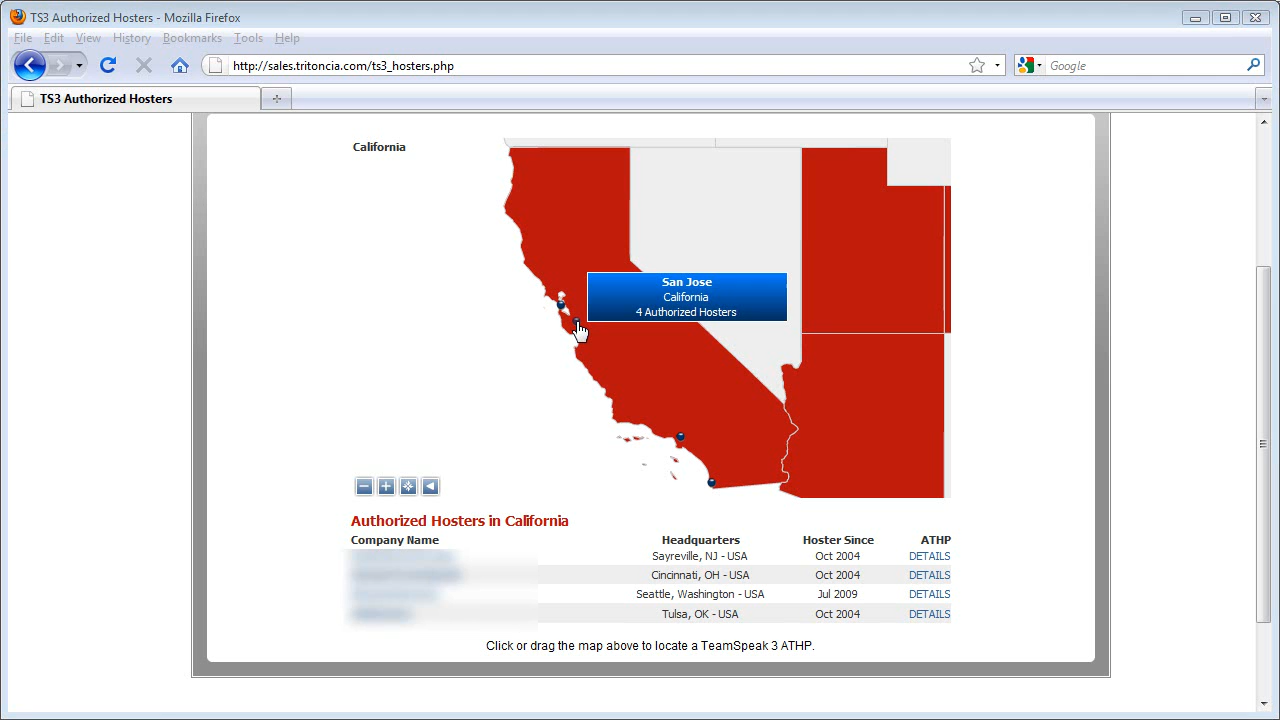 TS3 Authorized Hosters - Mozilla Firefox
File Edit View History Bookmarks Tools Help
http://sales.tritoncia.com/ts3_hosters.php
Google
TS3 Authorized Hosters
California
San Jose
California
4 Authorized Hosters
Authorized Hosters in California
Company Name Headquarters Hoster Since ATHP
Sayreville, NJ - USA Oct 2004 DETAILS
Cincinnati, OH - USA Oct 2004 DETAILS
Seattle, Washington - USA Jul 2009 DETAILS
Tulsa, OK - USA Oct 2004 DETAILS
Click or drag the map above to locate a TeamSpeak 3 ATHP.